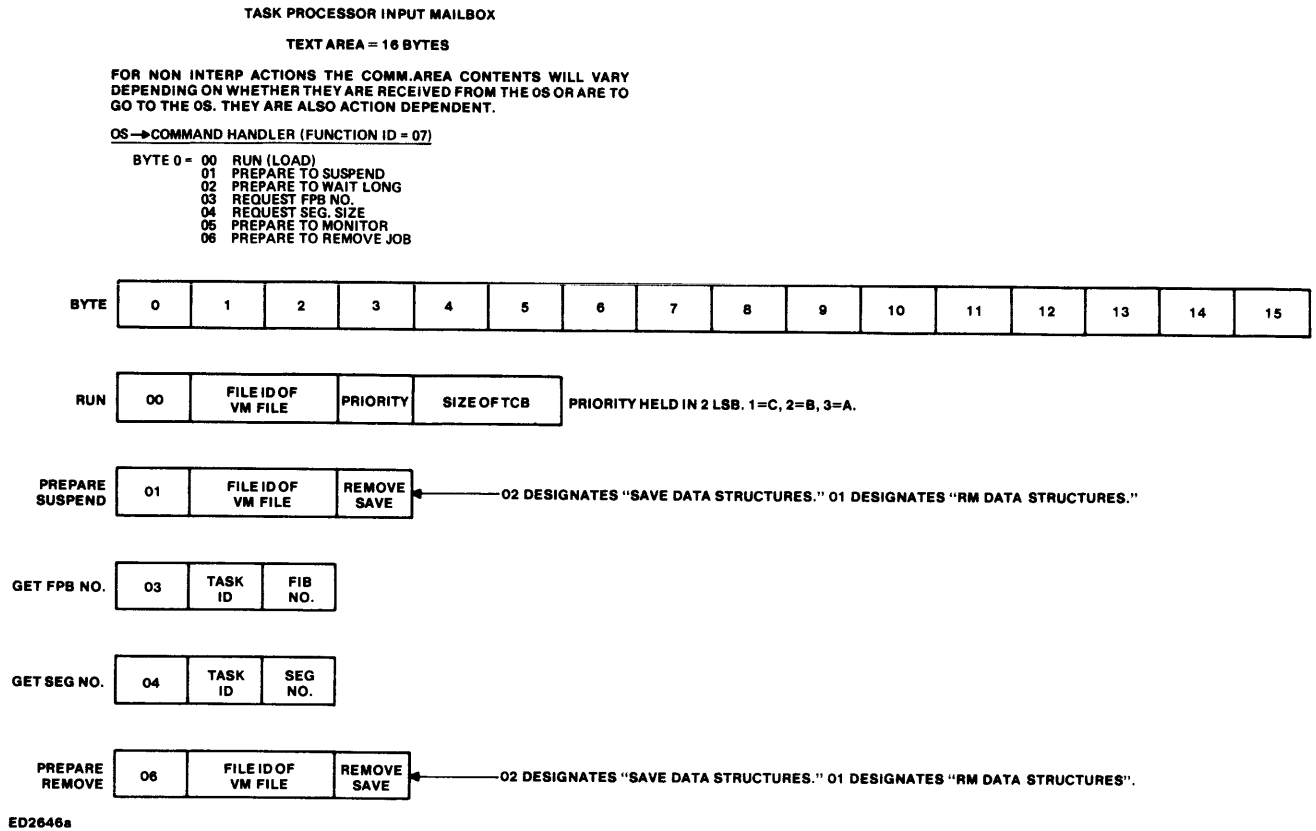 TASK PROCESSOR INPUT MAILBOX
TEXT AREA = 16 BYTES
FOR NON INTERP ACTIONS THE COMM.AREA CONTENTS WILL VARY
DEPENDING ON WHETHER THEY ARE RECEIVED FROM THE OS OR ARE TO
GO TO THE OS. THEY ARE ALSO ACTION DEPENDENT.
OS→COMMAND HANDLER (FUNCTION ID = 07)
BYTE 0 = 00 RUN (LOAD)
01 PREPARE TO SUSPEND
02 PREPARE TO WAIT LONG
03 REQUEST FPB NO.
04 REQUEST SEG. SIZE
05 PREPARE TO MONITOR
06 PREPARE TO REMOVE JOB
BYTE 0 1 2 3 4 5 6 7 8 9 10 11 12 13 14 15
RUN 00 FILE ID OF VM FILE PRIORITY SIZE OF TCB PRIORITY HELD IN 2 LSB. 1=C, 2=B, 3=A.
PREPARE SUSPEND 01 FILE ID OF VM FILE REMOVE SAVE 02 DESIGNATES “SAVE DATA STRUCTURES.” 01 DESIGNATES “RM DATA STRUCTURES.”
GET FPB NO. 03 TASK ID FIB NO.
GET SEG NO. 04 TASK ID SEG NO.
PREPARE REMOVE 06 FILE ID OF VM FILE REMOVE SAVE 02 DESIGNATES “SAVE DATA STRUCTURES.” 01 DESIGNATES “RM DATA STRUCTURES”.
ED2646a